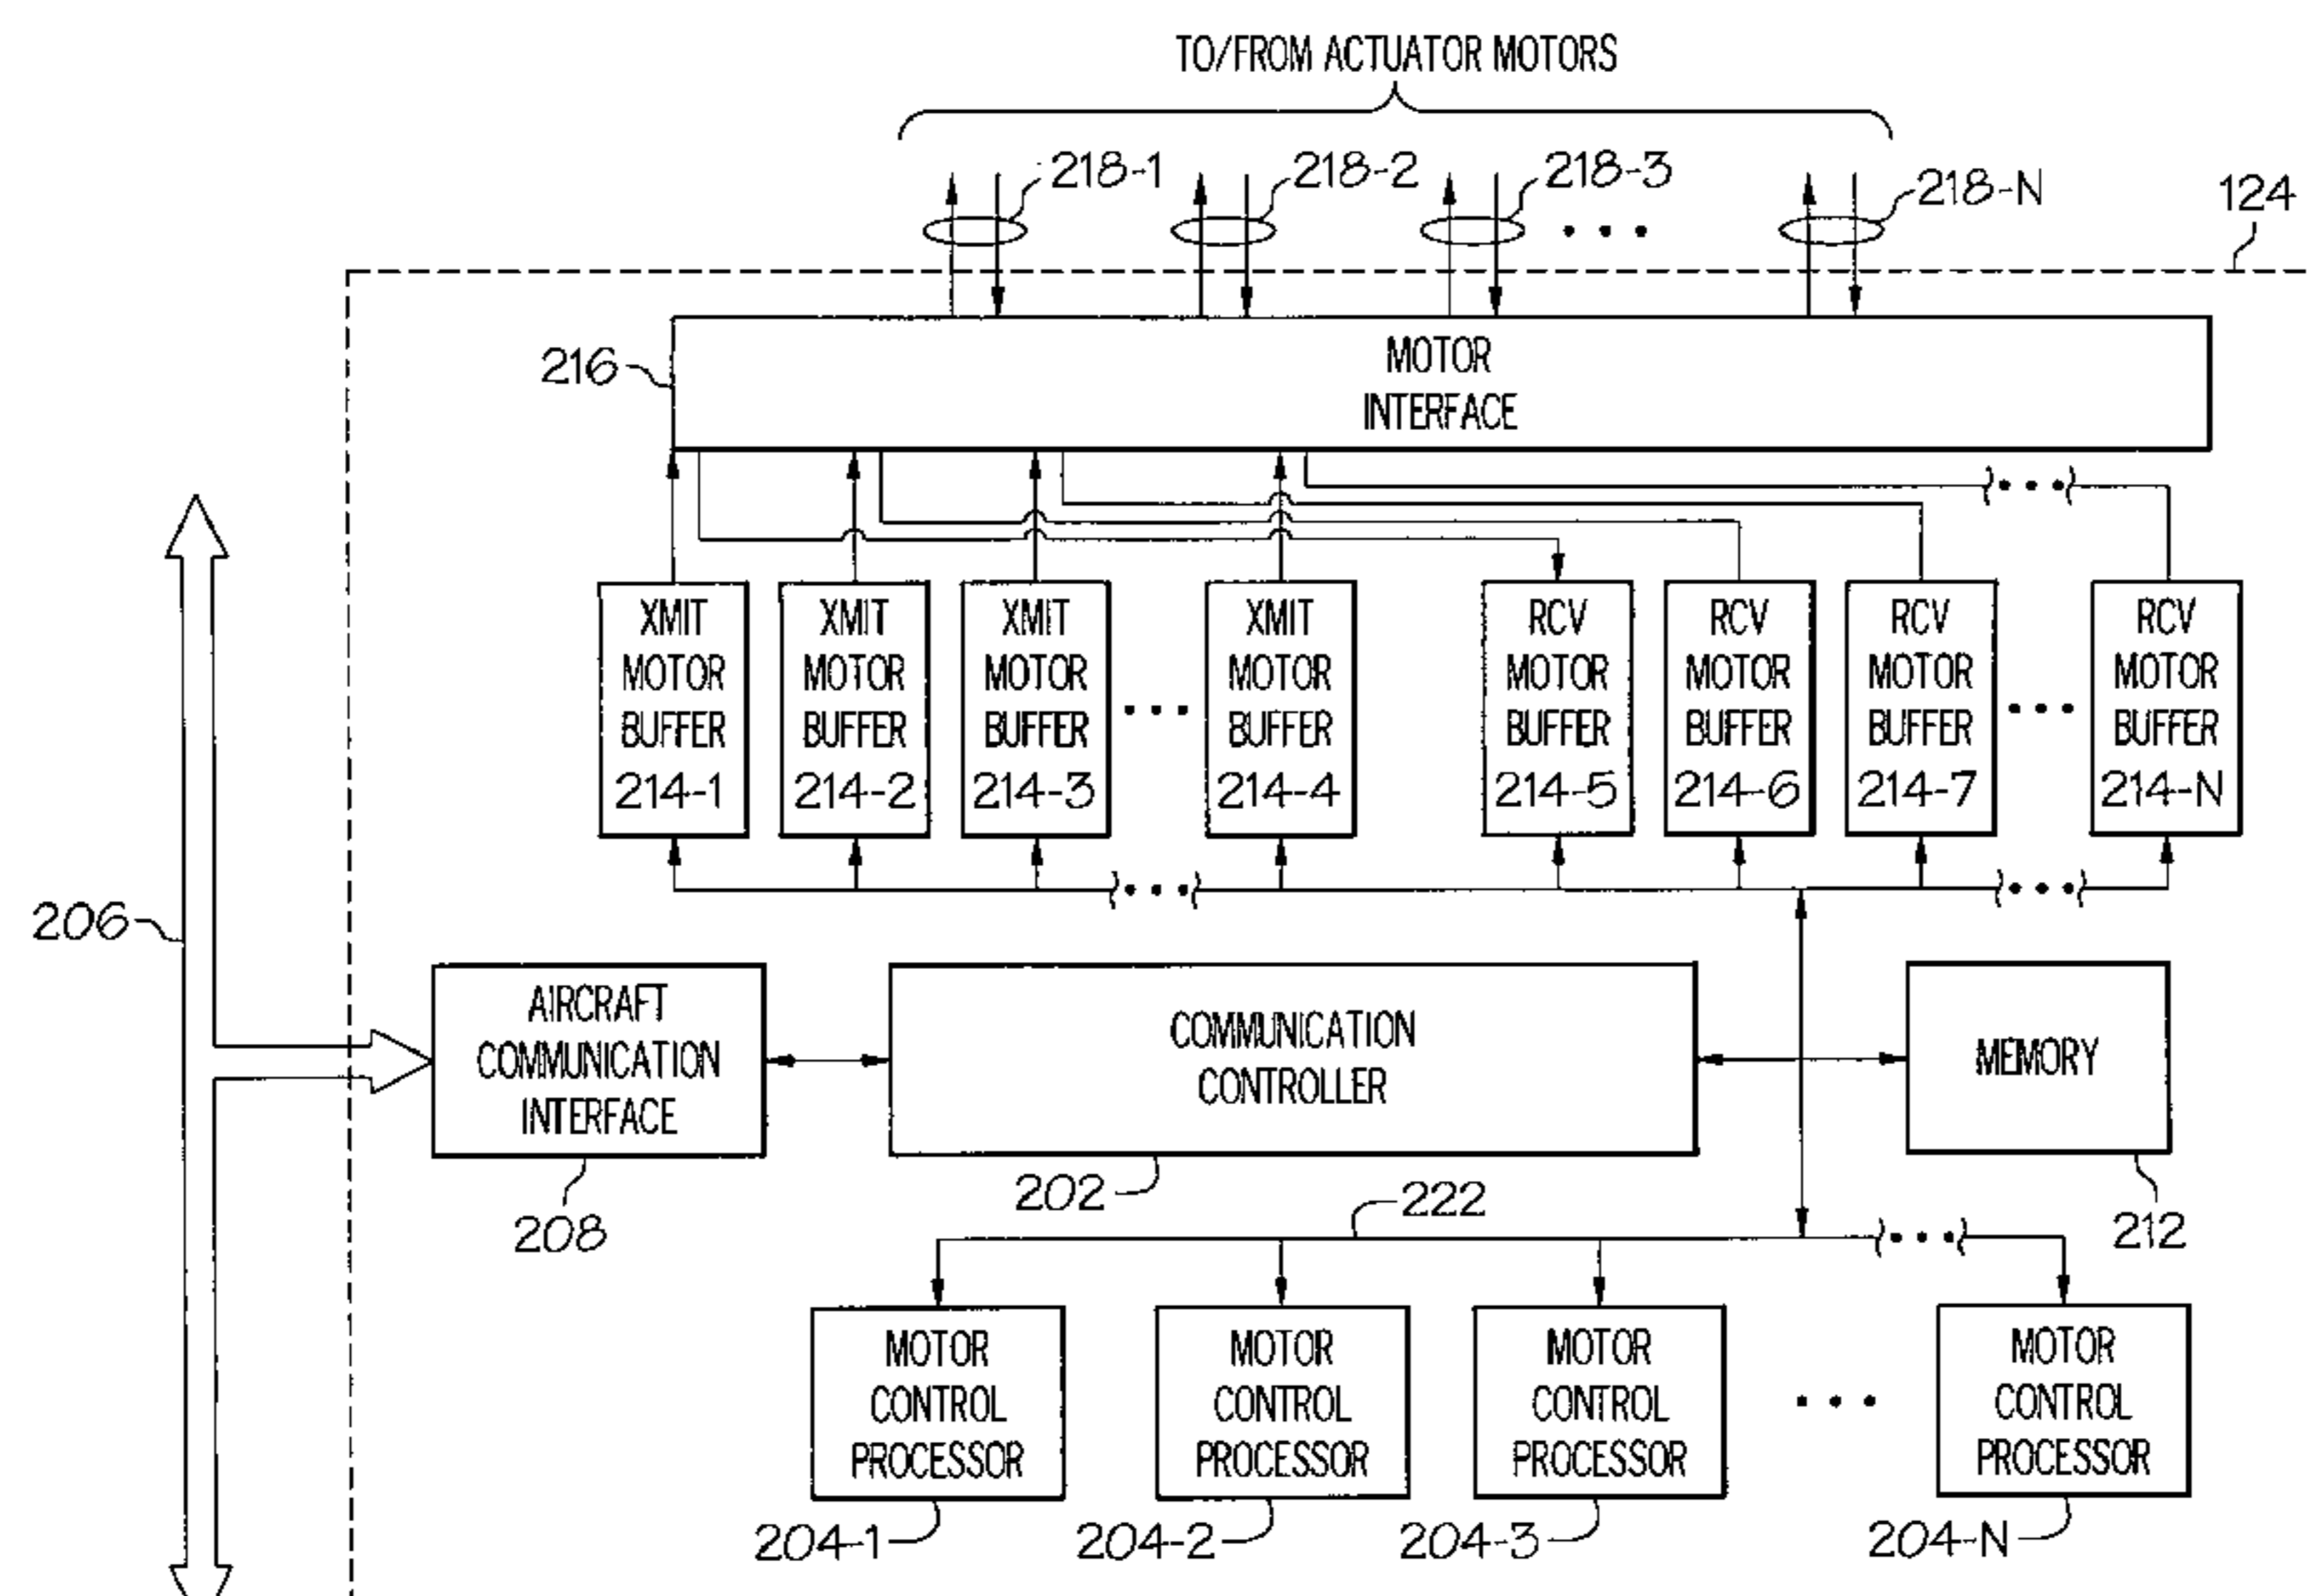 TO/FROM ACTUATOR MOTORS
218-1
218-2
218-3
218-N
124
216
MOTOR
INTERFACE
XMIT
MOTOR
BUFFER
214-1
XMIT
MOTOR
BUFFER
214-2
XMIT
MOTOR
BUFFER
214-3
XMIT
MOTOR
BUFFER
214-4
RCV
MOTOR
BUFFER
214-5
RCV
MOTOR
BUFFER
214-6
RCV
MOTOR
BUFFER
214-7
RCV
MOTOR
BUFFER
214-N
206
AIRCRAFT
COMMUNICATION
INTERFACE
208
COMMUNICATION
CONTROLLER
202
MEMORY
212
222
MOTOR
CONTROL
PROCESSOR
204-1
MOTOR
CONTROL
PROCESSOR
204-2
MOTOR
CONTROL
PROCESSOR
204-3
MOTOR
CONTROL
PROCESSOR
204-N